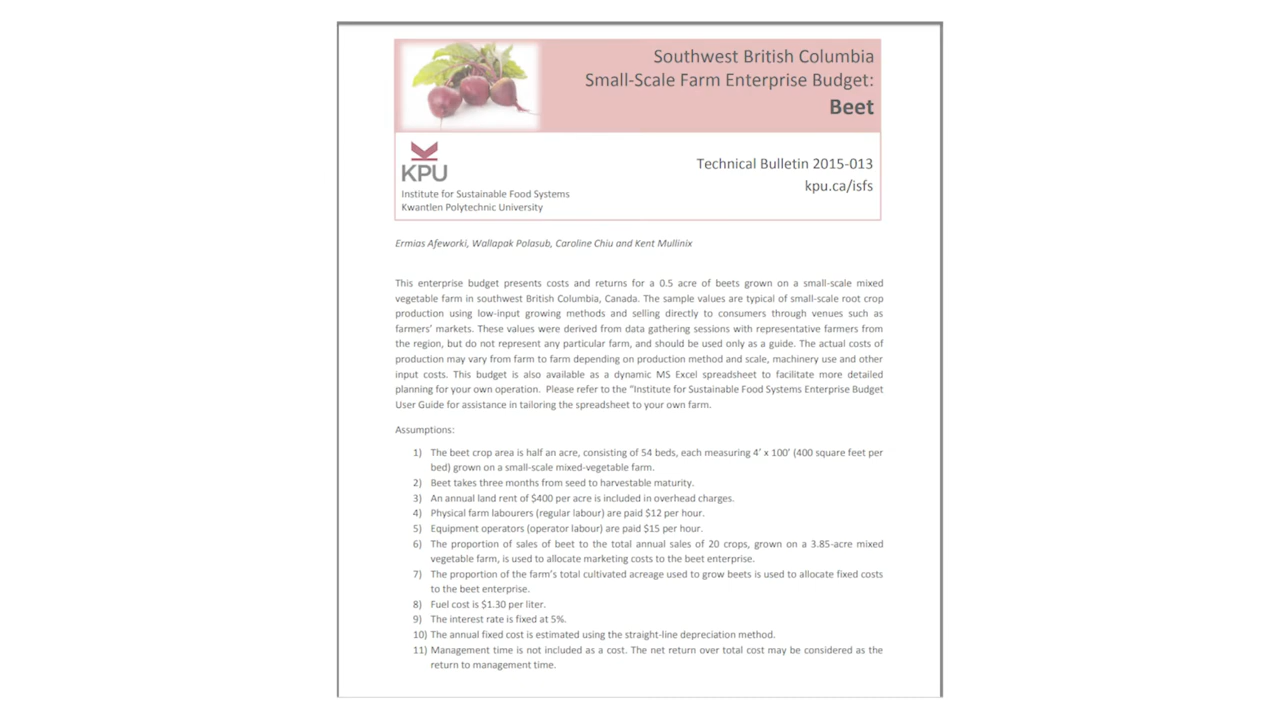 Southwest British Columbia
Small-Scale Farm Enterprise Budget:
Beet
KPU
Institute for Sustainable Food Systems
Kwantlen Polytechnic University
Technical Bulletin 2015-013
kpu.ca/isfs
Ermias Afeworki, Wallapak Polasub, Caroline Chiu and Kent Mullinix
This enterprise budget presents costs and returns for a 0.5 acre of beets grown on a small-scale mixed
vegetable farm in southwest British Columbia, Canada. The sample values are typical of small-scale root crop
production using low-input growing methods and selling directly to consumers through venues such as
farmers' markets. These values were derived from data gathering sessions with representative farmers from
the region, but do not represent any particular farm, and should be used only as a guide. The actual costs of
production may vary from farm to farm depending on production method and scale, machinery use and other
input costs. This budget is also available as a dynamic MS Excel spreadsheet to facilitate more detailed
planning for your own operation. Please refer to the "Institute for Sustainable Food Systems Enterprise Budget
User Guide for assistance in tailoring the spreadsheet to your own farm.
Assumptions:
1) The beet crop area is half an acre, consisting of 54 beds, each measuring 4' x 100' (400 square feet per
bed) grown on a small-scale mixed-vegetable farm.
2) Beet takes three months from seed to harvestable maturity.
3) An annual land rent of $400 per acre is included in overhead charges.
4) Physical farm labourers (regular labour) are paid $12 per hour.
5) Equipment operators (operator labour) are paid $15 per hour.
6) The proportion of sales of beet to the total annual sales of 20 crops, grown on a 3.85-acre mixed
vegetable farm, is used to allocate marketing costs to the beet enterprise.
7) The proportion of the farm's total cultivated acreage used to grow beets is used to allocate fixed costs
to the beet enterprise.
8) Fuel cost is $1.30 per liter.
9) The interest rate is fixed at 5%.
10) The annual fixed cost is estimated using the straight-line depreciation method.
11) Management time is not included as a cost. The net return over total cost may be considered as the
return to management time.